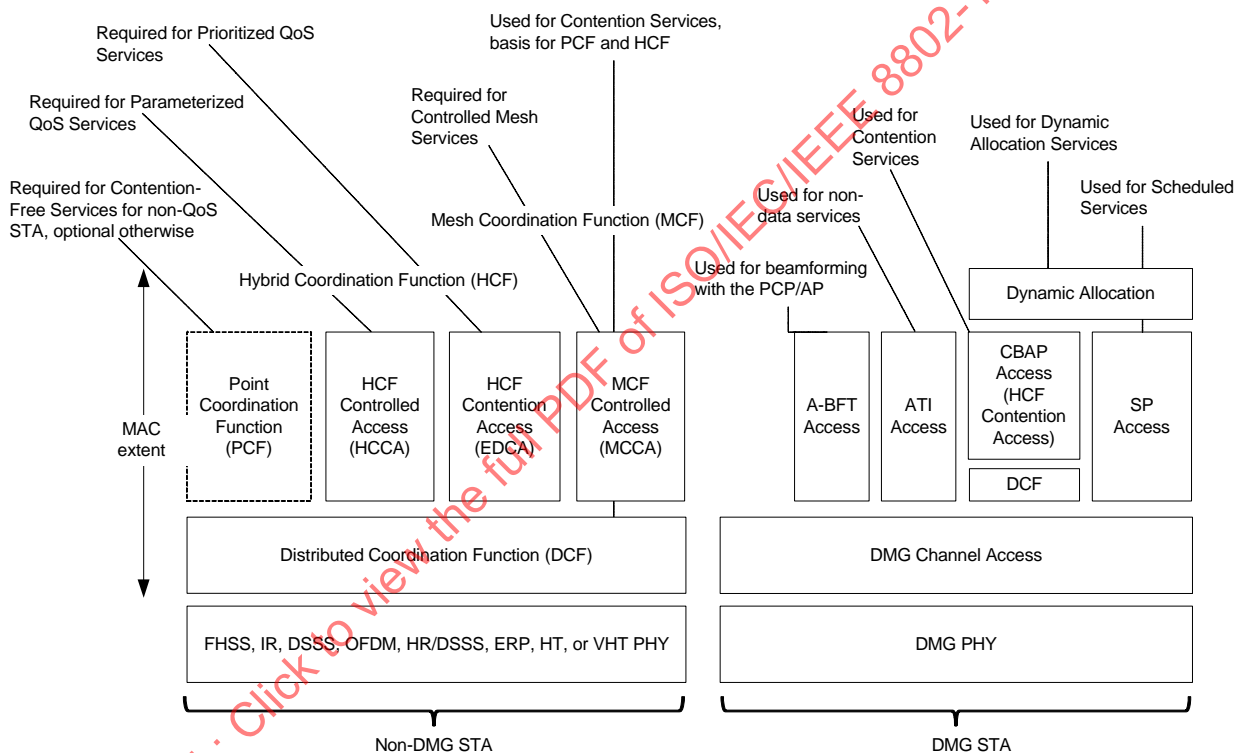 Required for Prioritized QoS
Services
Used for Contention Services,
basis for PCF and HCF
Required for Parameterized
QoS Services
Required for
Controlled Mesh
Services
Used for
Contention
Services
Used for Dynamic
Allocation Services
Required for Contention-
Free Services for non-QoS
STA, optional otherwise
Used for non-
data services
Used for Scheduled
Services
Mesh Coordination Function (MCF)
Hybrid Coordination Function (HCF)
Used for beamforming
with the PCP/AP
Dynamic Allocation
MAC
extent
Point
Coordination
Function
(PCF)
HCF
Controlled
Access
(HCCA)
HCF
Contention
Access
(EDCA)
MCF
Controlled
Access
(MCCA)
A-BFT
Access
ATI
Access
CBAP
Access
(HCF
Contention
Access)
DCF
SP
Access
Distributed Coordination Function (DCF)
DMG Channel Access
FHSS, IR, DSSS, OFDM, HR/DSSS, ERP, HT, or VHT PHY
DMG PHY
Non-DMG STA
DMG STA
: Click to view the full PDF of ISO/IEC/IEEE 8802-